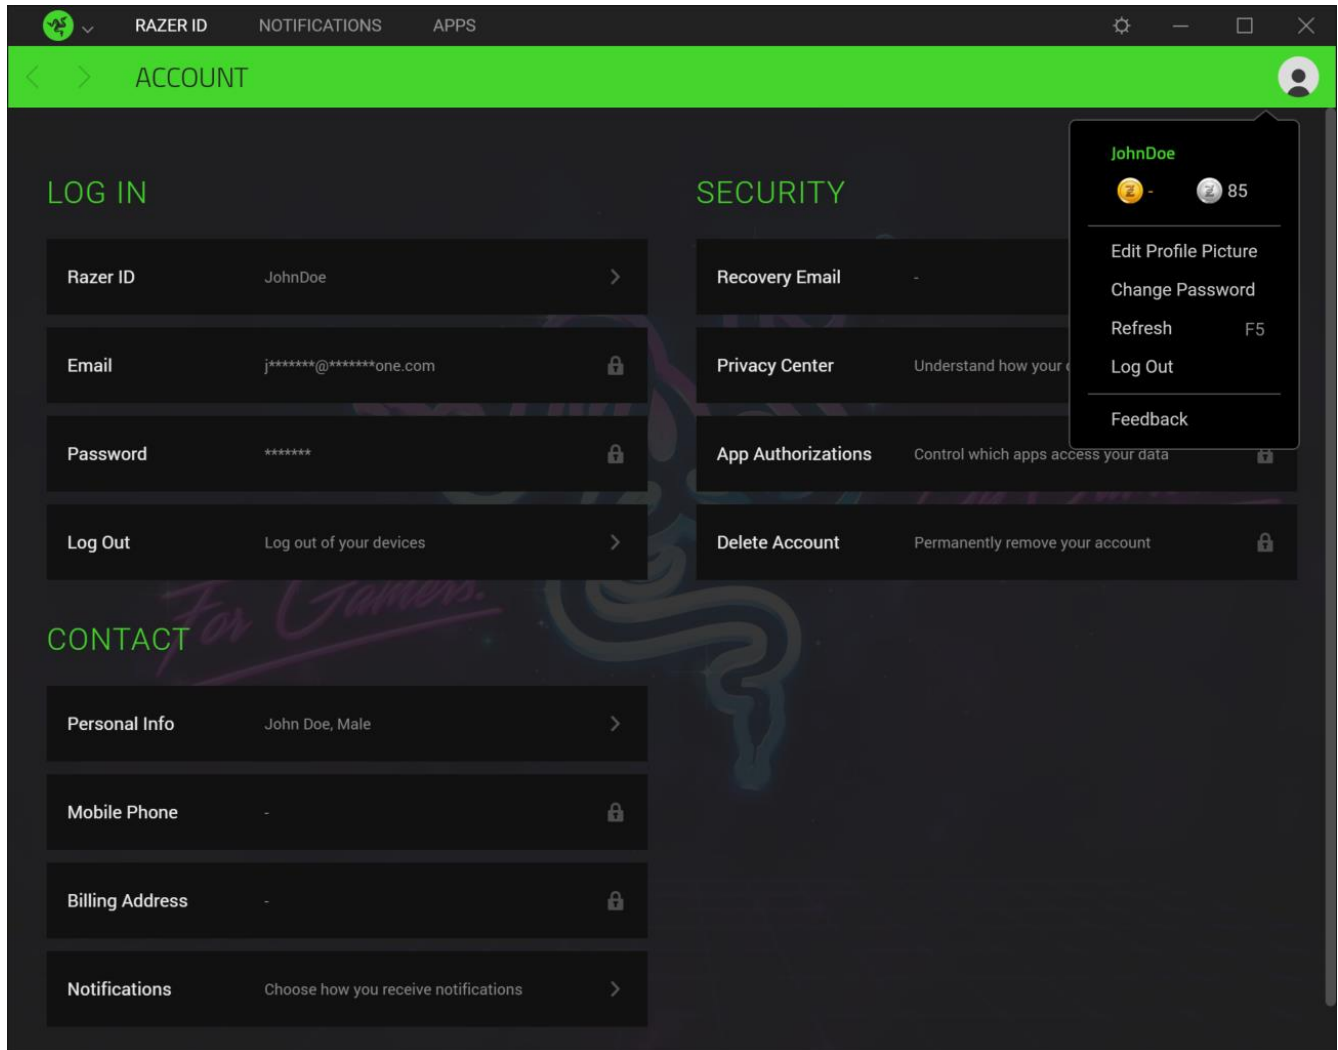 RAZER ID NOTIFICATIONS APPS
ACCOUNT
JohnDoe
- 85
Edit Profile Picture
Change Password
Refresh F5
Log Out
Feedback
LOG IN
Razer ID JohnDoe
Email j*******@*******one.com
Password *******
Log Out Log out of your devices
SECURITY
Recovery Email -
Privacy Center Understand how your
App Authorizations Control which apps access your data
Delete Account Permanently remove your account
For Gamers.
CONTACT
Personal Info John Doe, Male
Mobile Phone -
Billing Address -
Notifications Choose how you receive notifications